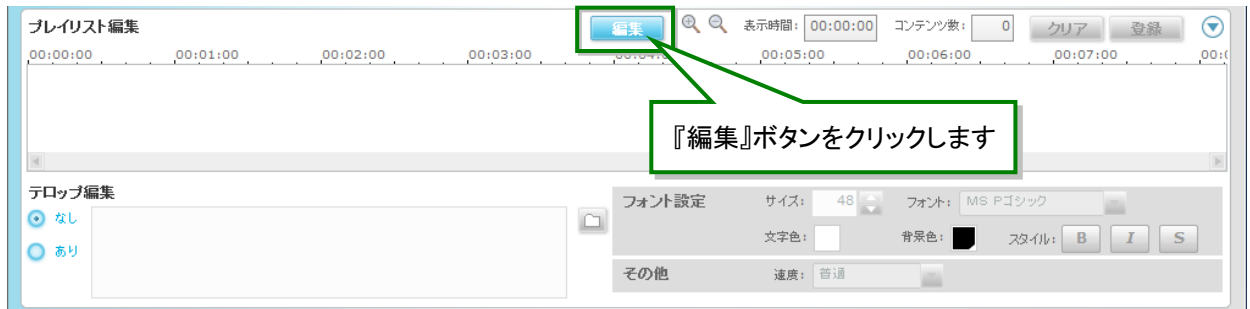 プレイリスト編集 編集 表示時間: 00:00:00 コンテンツ数: 0 クリア 登録
00:00:00 00:01:00 00:02:00 00:03:00 00:04:00 00:05:00 00:06:00 00:07:00 00:0
『編集』ボタンをクリックします
テロップ編集
なし
あり
フォント設定 サイズ: 48 フォント: MS Pゴシック
文字色: 背景色: スタイル: B I S
その他 速度: 普通